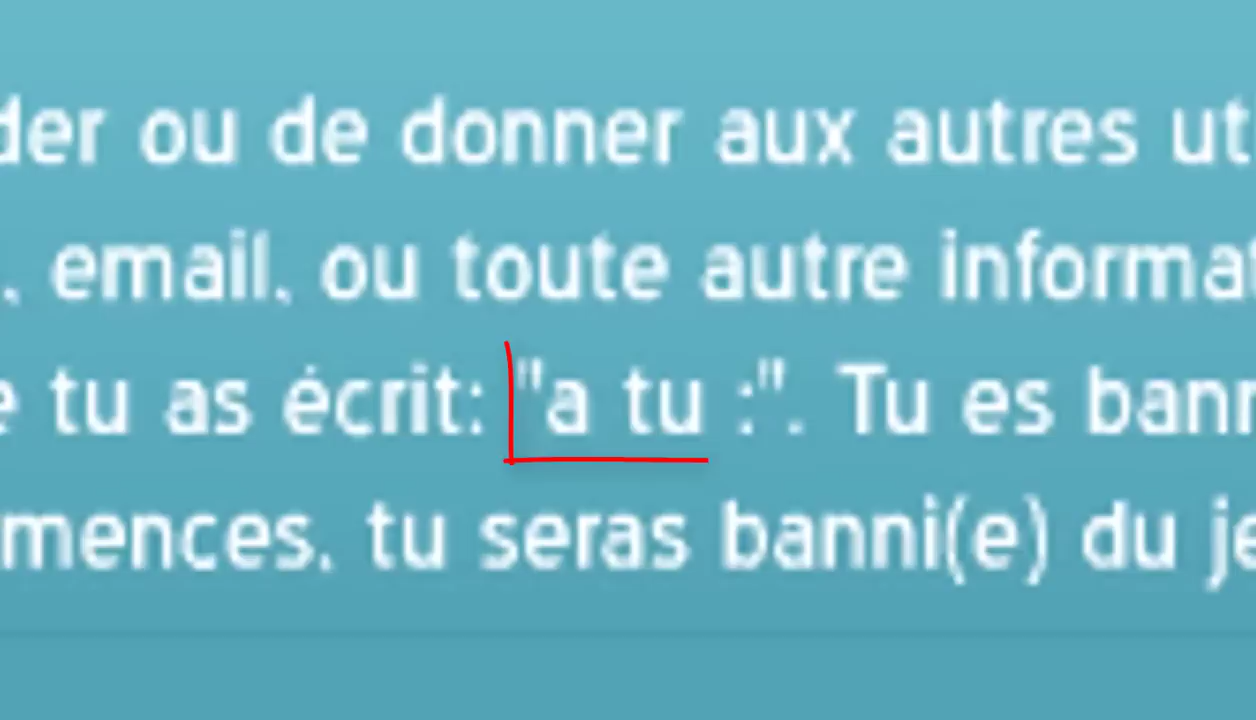 der ou de donner aux autres ut
. email, ou toute autre informat
e tu as écrit: "a tu :". Tu es bann
mences, tu seras banni(e) du je